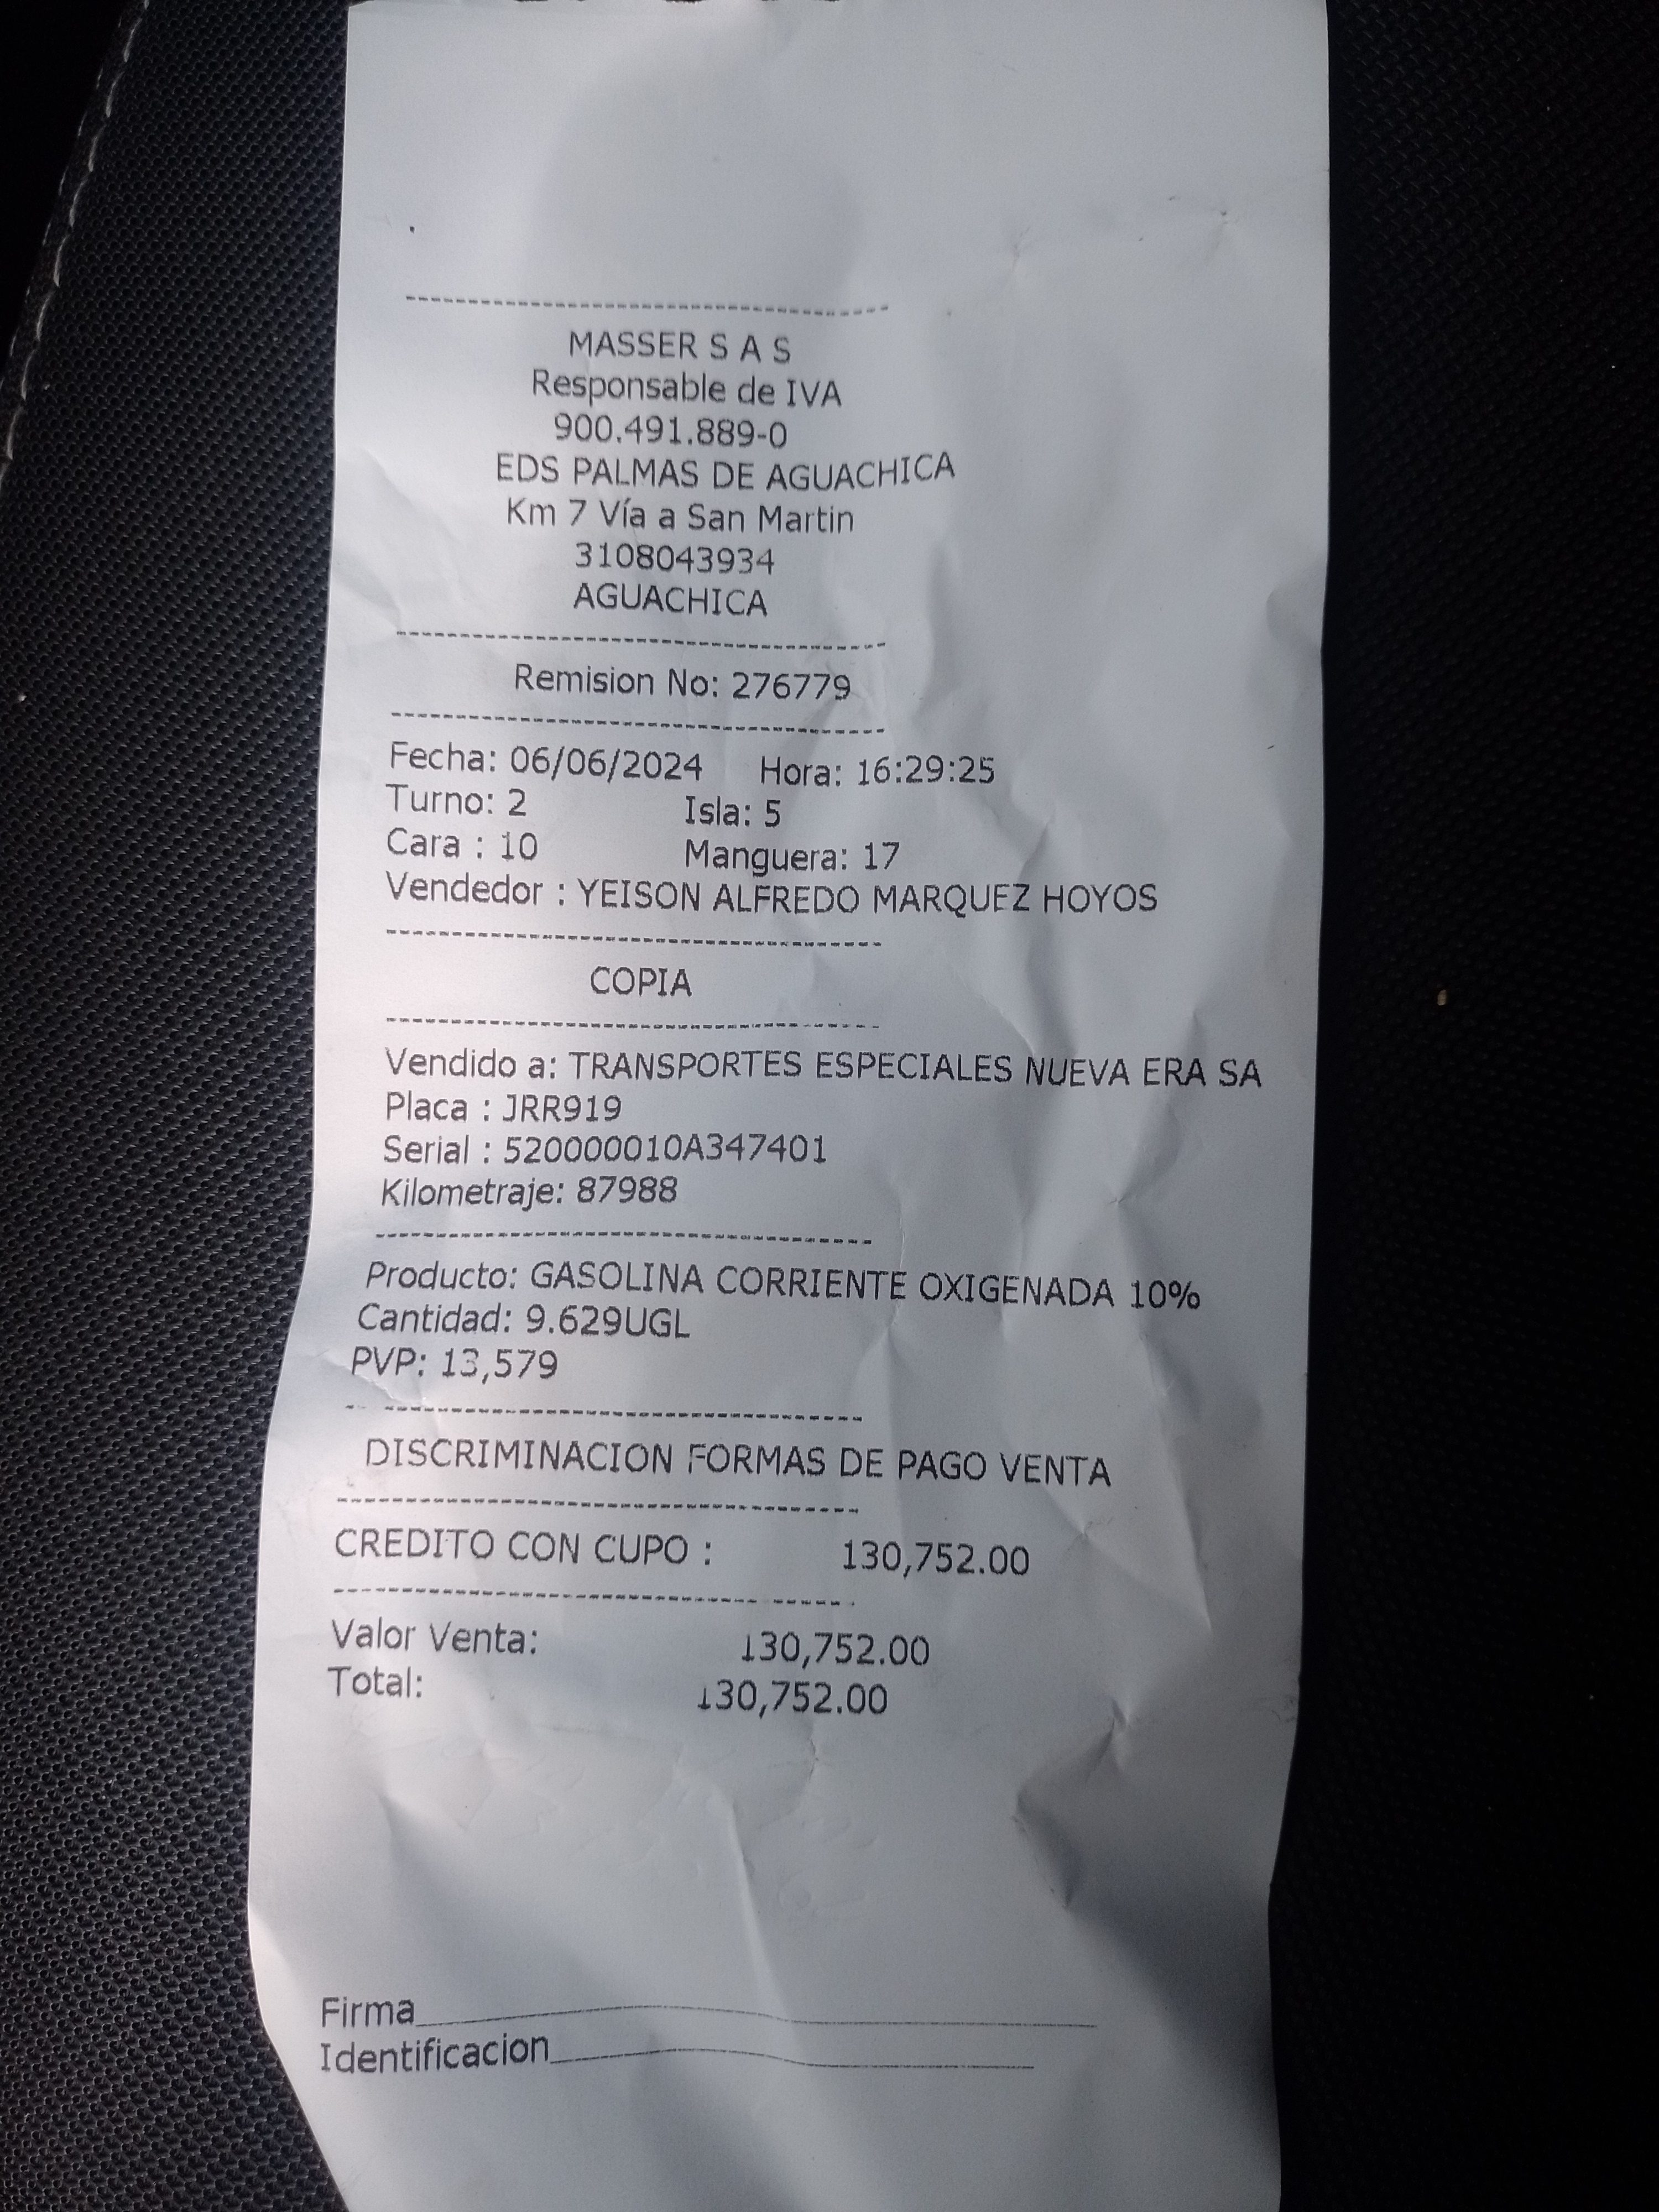 MASSER S A S
Responsable de IVA
900.491.889-0
EDS PALMAS DE AGUACHICA
Km 7 Vía a San Martin
3108043934
AGUACHICA
Remision No: 276779
Fecha: 06/06/2024 Hora: 16:29:25
Turno: 2 Isla: 5
Cara : 10 Manguera: 17
Vendedor : YEISON ALFREDO MARQUEZ HOYOS
COPIA
Vendido a: TRANSPORTES ESPECIALES NUEVA ERA SA
Placa : JRR919
Serial : 520000010A347401
Kilometraje: 87988
Producto: GASOLINA CORRIENTE OXIGENADA 10%
Cantidad: 9.629UGL
PVP: 13,579
DISCRIMINACION FORMAS DE PAGO VENTA
CREDITO CON CUPO : 130,752.00
Valor Venta: 130,752.00
Total: 130,752.00
Firma
Identificacion